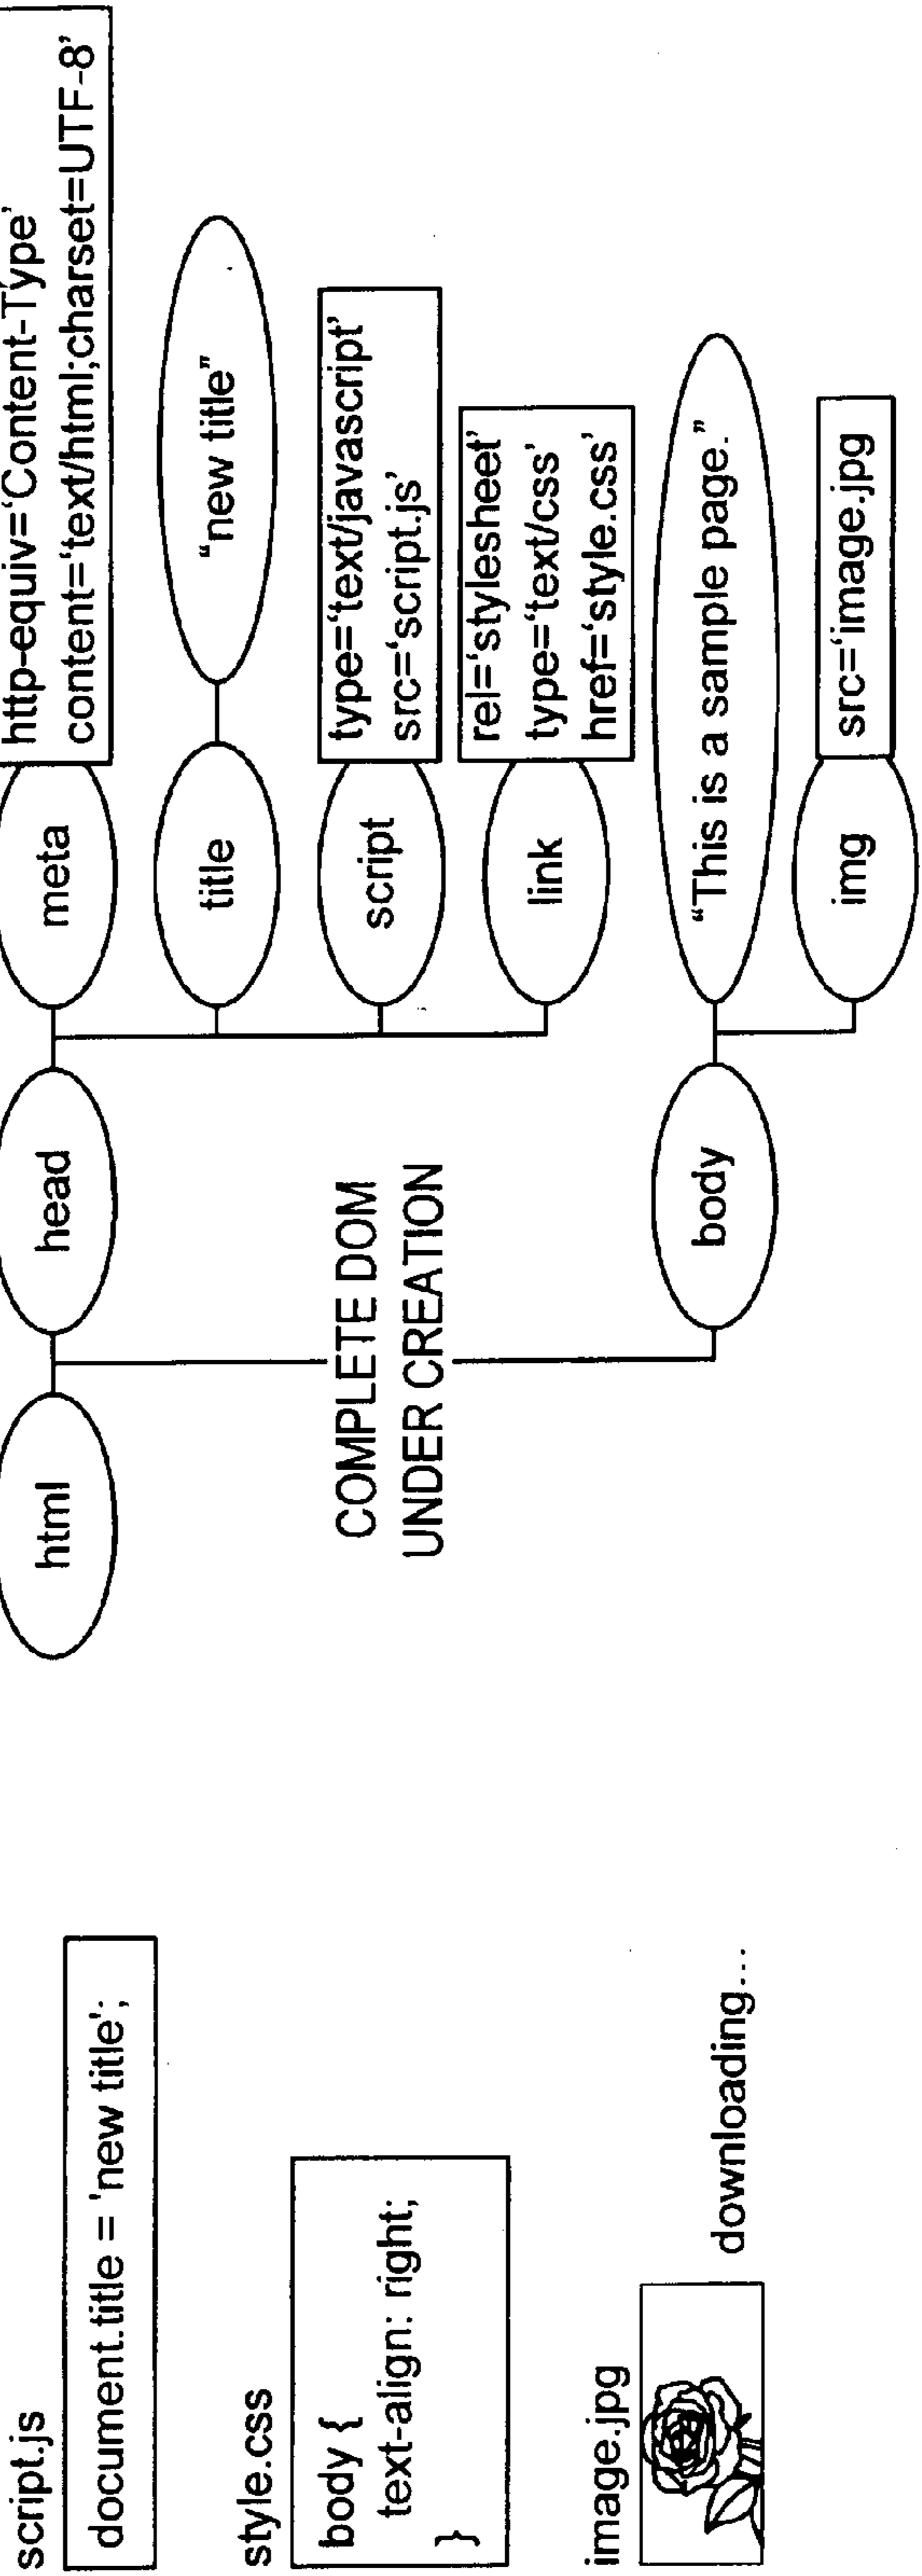 script.js
document.title = 'new title';
style.css
body {
text-align: right;
}
image.jpg
downloading...
html
head
meta
http-equiv=‘Content-Type’
content=‘text/html;charset=UTF-8’
title
“new title”
script
type=‘text/javascript’
src=‘script.js’
link
rel=‘stylesheet’
type=‘text/css’
href=‘style.css’
COMPLETE DOM
UNDER CREATION
body
“This is a sample page.”
img
src=‘image.jpg